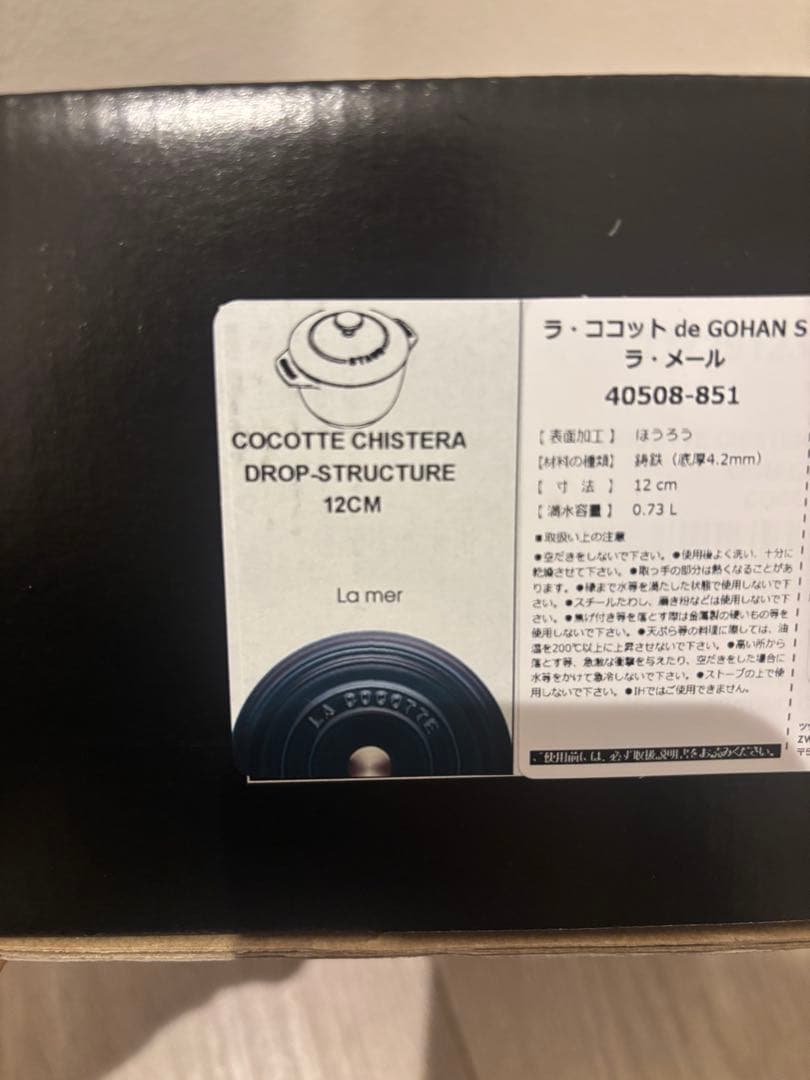 STAUB
COCOTTE CHISTERA
DROP-STRUCTURE
12CM
La mer
LA COCOTTE
ラ・ココット de GOHAN S
ラ・メール
40508-851
【 表面加工 】 ほうろう
【材料の種類】 鋳鉄（底厚4.2mm）
【 寸 法 】 12 cm
【 満水容量 】 0.73 L
■取扱い上の注意
●空だきをしないで下さい。●使用後よく洗い、十分に
乾燥させて下さい。●取っ手の部分は熱くなることがあ
ります。●縁まで水等を満たした状態で使用しないで下
さい。●スチールたわし、磨き粉などは使用しないで下
さい。●焦げ付き等を落とす際は金属製の硬いもの等を
使用しないで下さい。●天ぷら等の料理に際しては、油
温を200℃以上に上昇させないで下さい。●高い所から
落とす等、急激な衝撃を与えたり、空だきをした場合に
水等をかけて急冷しないで下さい。●ストーブの上で使
用しないで下さい。●IHではご使用できません。
ご使用前には、必ず取扱説明書をお読みください。
ツ
ZW
〒5